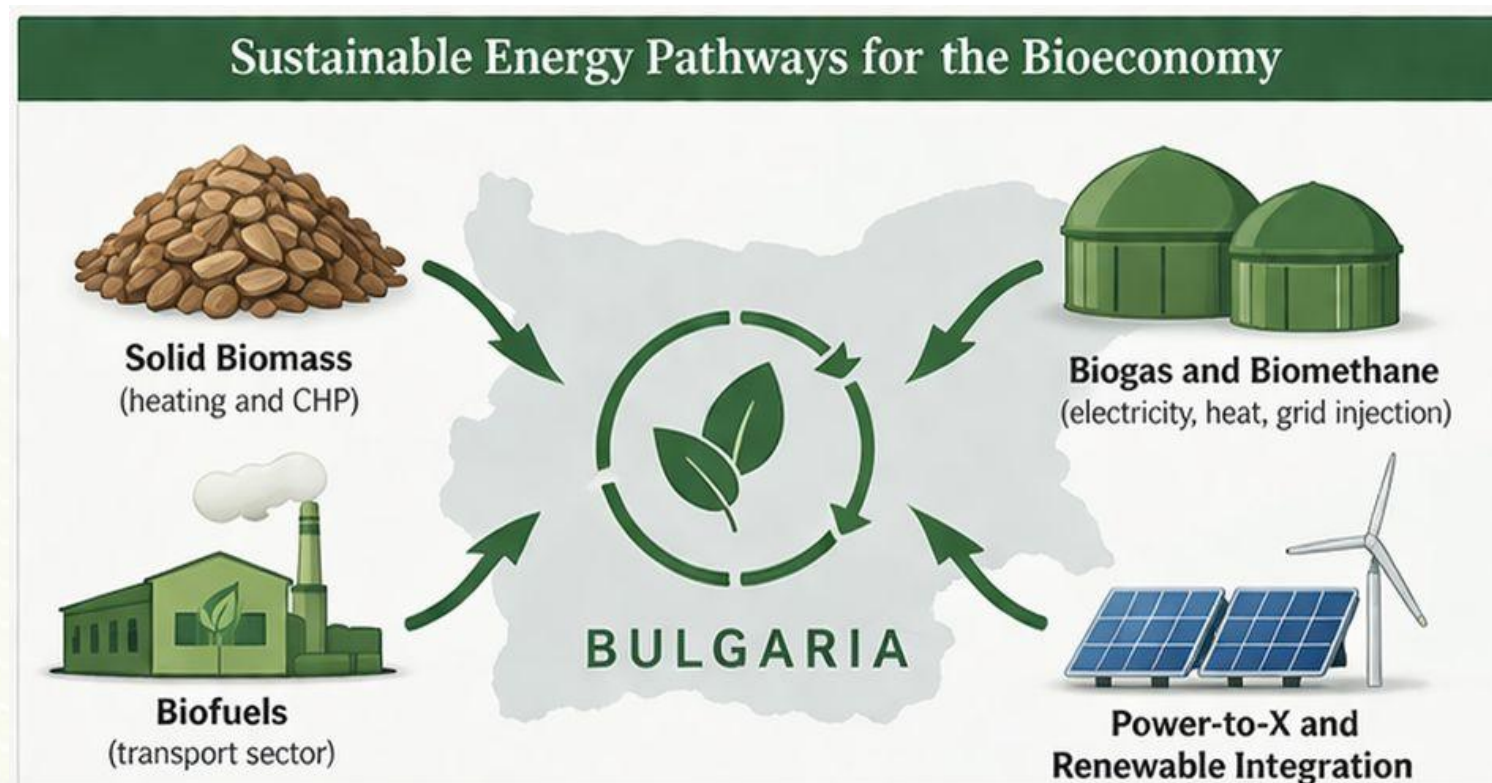 Sustainable Energy Pathways for the Bioeconomy
Solid Biomass
(heating and CHP)
Biogas and Biomethane
(electricity, heat, grid injection)
BULGARIA
Biofuels
(transport sector)
Power-to-X and
Renewable Integration